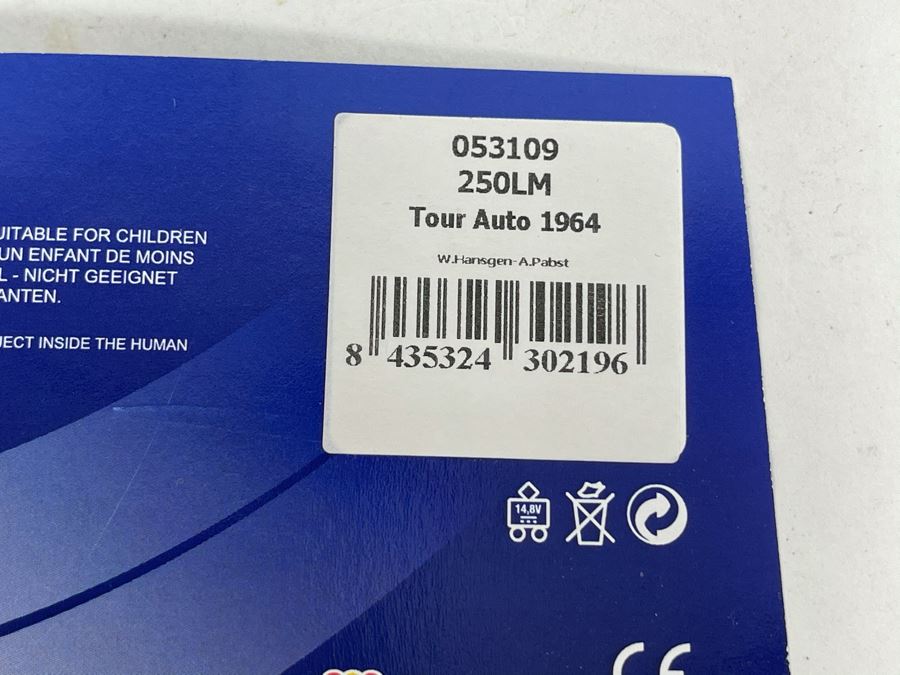 053109
250LM
Tour Auto 1964
W.Hansgen-A.Pabst
8 435324 302196
UITABLE FOR CHILDREN
UN ENFANT DE MOINS
L - NICHT GEEIGNET
ANTEN.
JECT INSIDE THE HUMAN
14,8V
CE